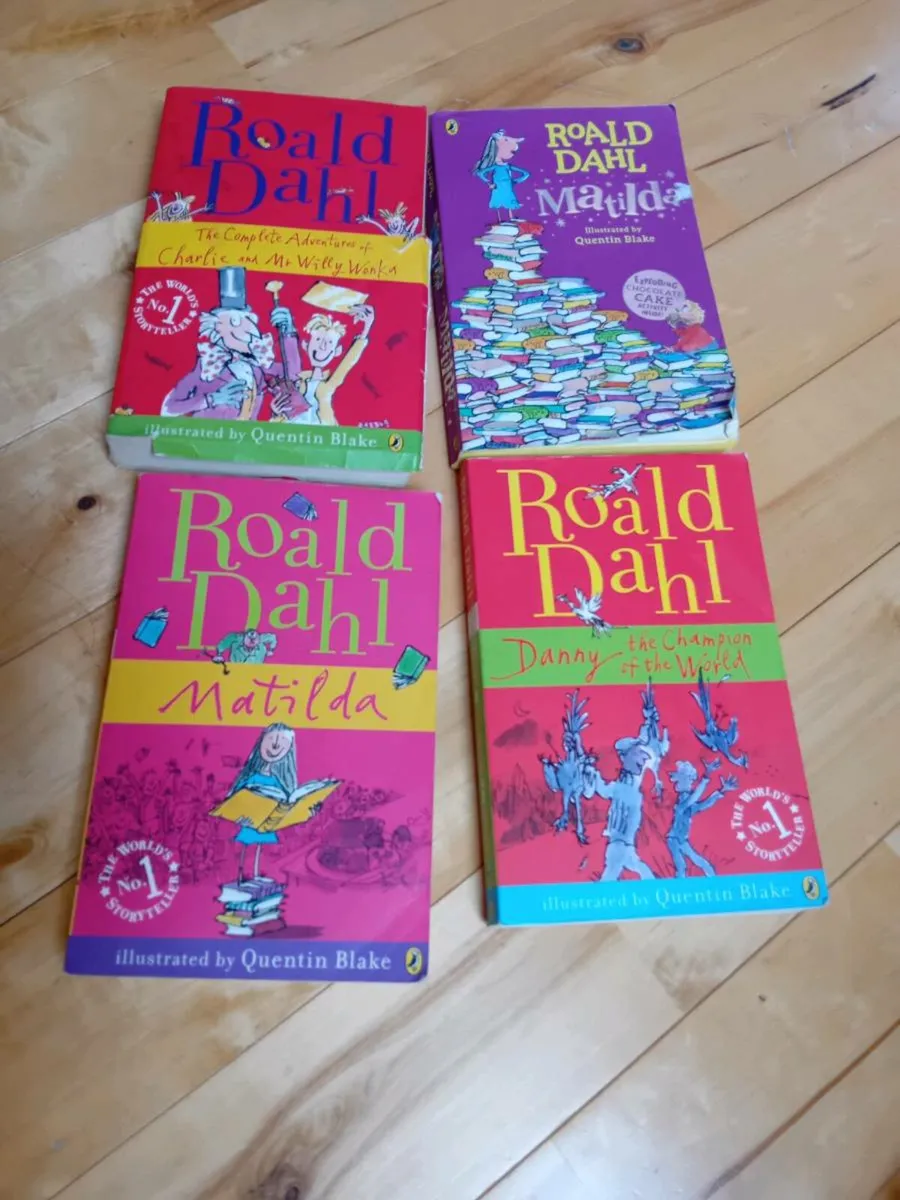 Roald
Dahl
The Complete Adventures of
Charlie and Mr Willy Wonka
THE WORLD'S
No.1
STORYTELLER
illustrated by Quentin Blake
ROALD
DAHL
Matilda
Illustrated by
Quentin Blake
EXPLODING
CHOCOLATE
CAKE
ACTIVITY
INSIDE!
Roald
Dahl
Matilda
THE WORLD'S
No.1
STORYTELLER
illustrated by Quentin Blake
Roald
Dahl
Danny the Champion
of the World
THE WORLD'S
No.1
STORYTELLER
illustrated by Quentin Blake